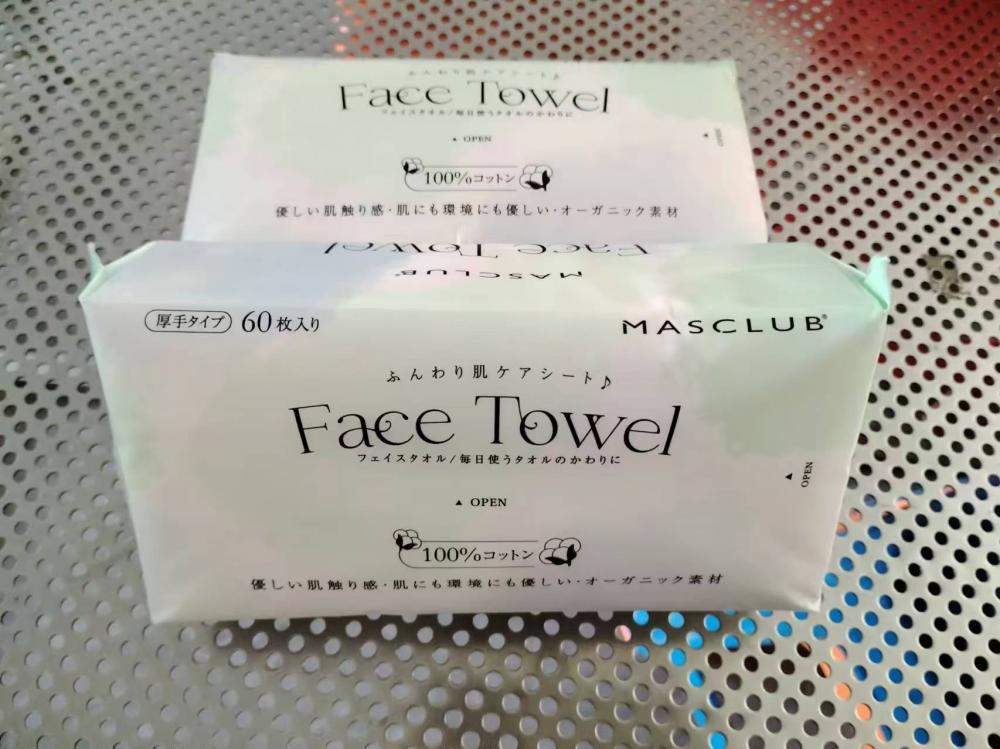 ふんわり肌ケアシート♪
Face Towel
フェイスタオル/毎日使うタオルのかわりに
▲ OPEN
▲ OPEN
100%コットン
優しい肌触り感・肌にも環境にも優しい・オーガニック素材
Face Towel
MASCLUB
厚手タイプ 60枚入り
MASCLUB®
ふんわり肌ケアシート♪
Face Towel
フェイスタオル/毎日使うタオルのかわりに
▲ OPEN
▲ OPEN
100%コットン
優しい肌触り感・肌にも環境にも優しい・オーガニック素材